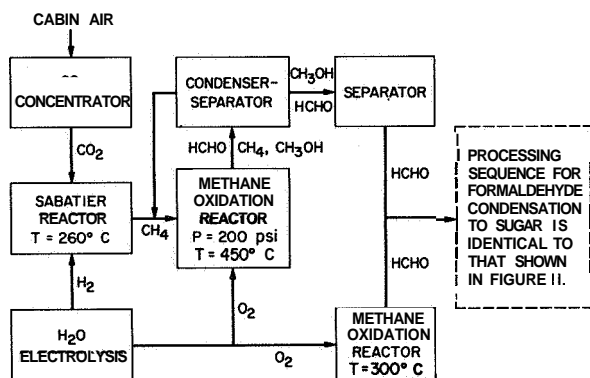 CABIN AIR
CONCENTRATOR
CO2
SABATIER
REACTOR
T = 260° C
H2
H2O
ELECTROLYSIS
CH4
CONDENSER-
SEPARATOR
HCHO
CH4, CH3OH
METHANE
OXIDATION
REACTOR
P = 200 psi
T = 450° C
O2
O2
CH3OH
HCHO
SEPARATOR
HCHO
HCHO
METHANE
OXIDATION
REACTOR
T = 300° C
PROCESSING
SEQUENCE FOR
FORMALDEHYDE
CONDENSATION
TO SUGAR IS
IDENTICAL TO
THAT SHOWN
IN FIGURE 11.